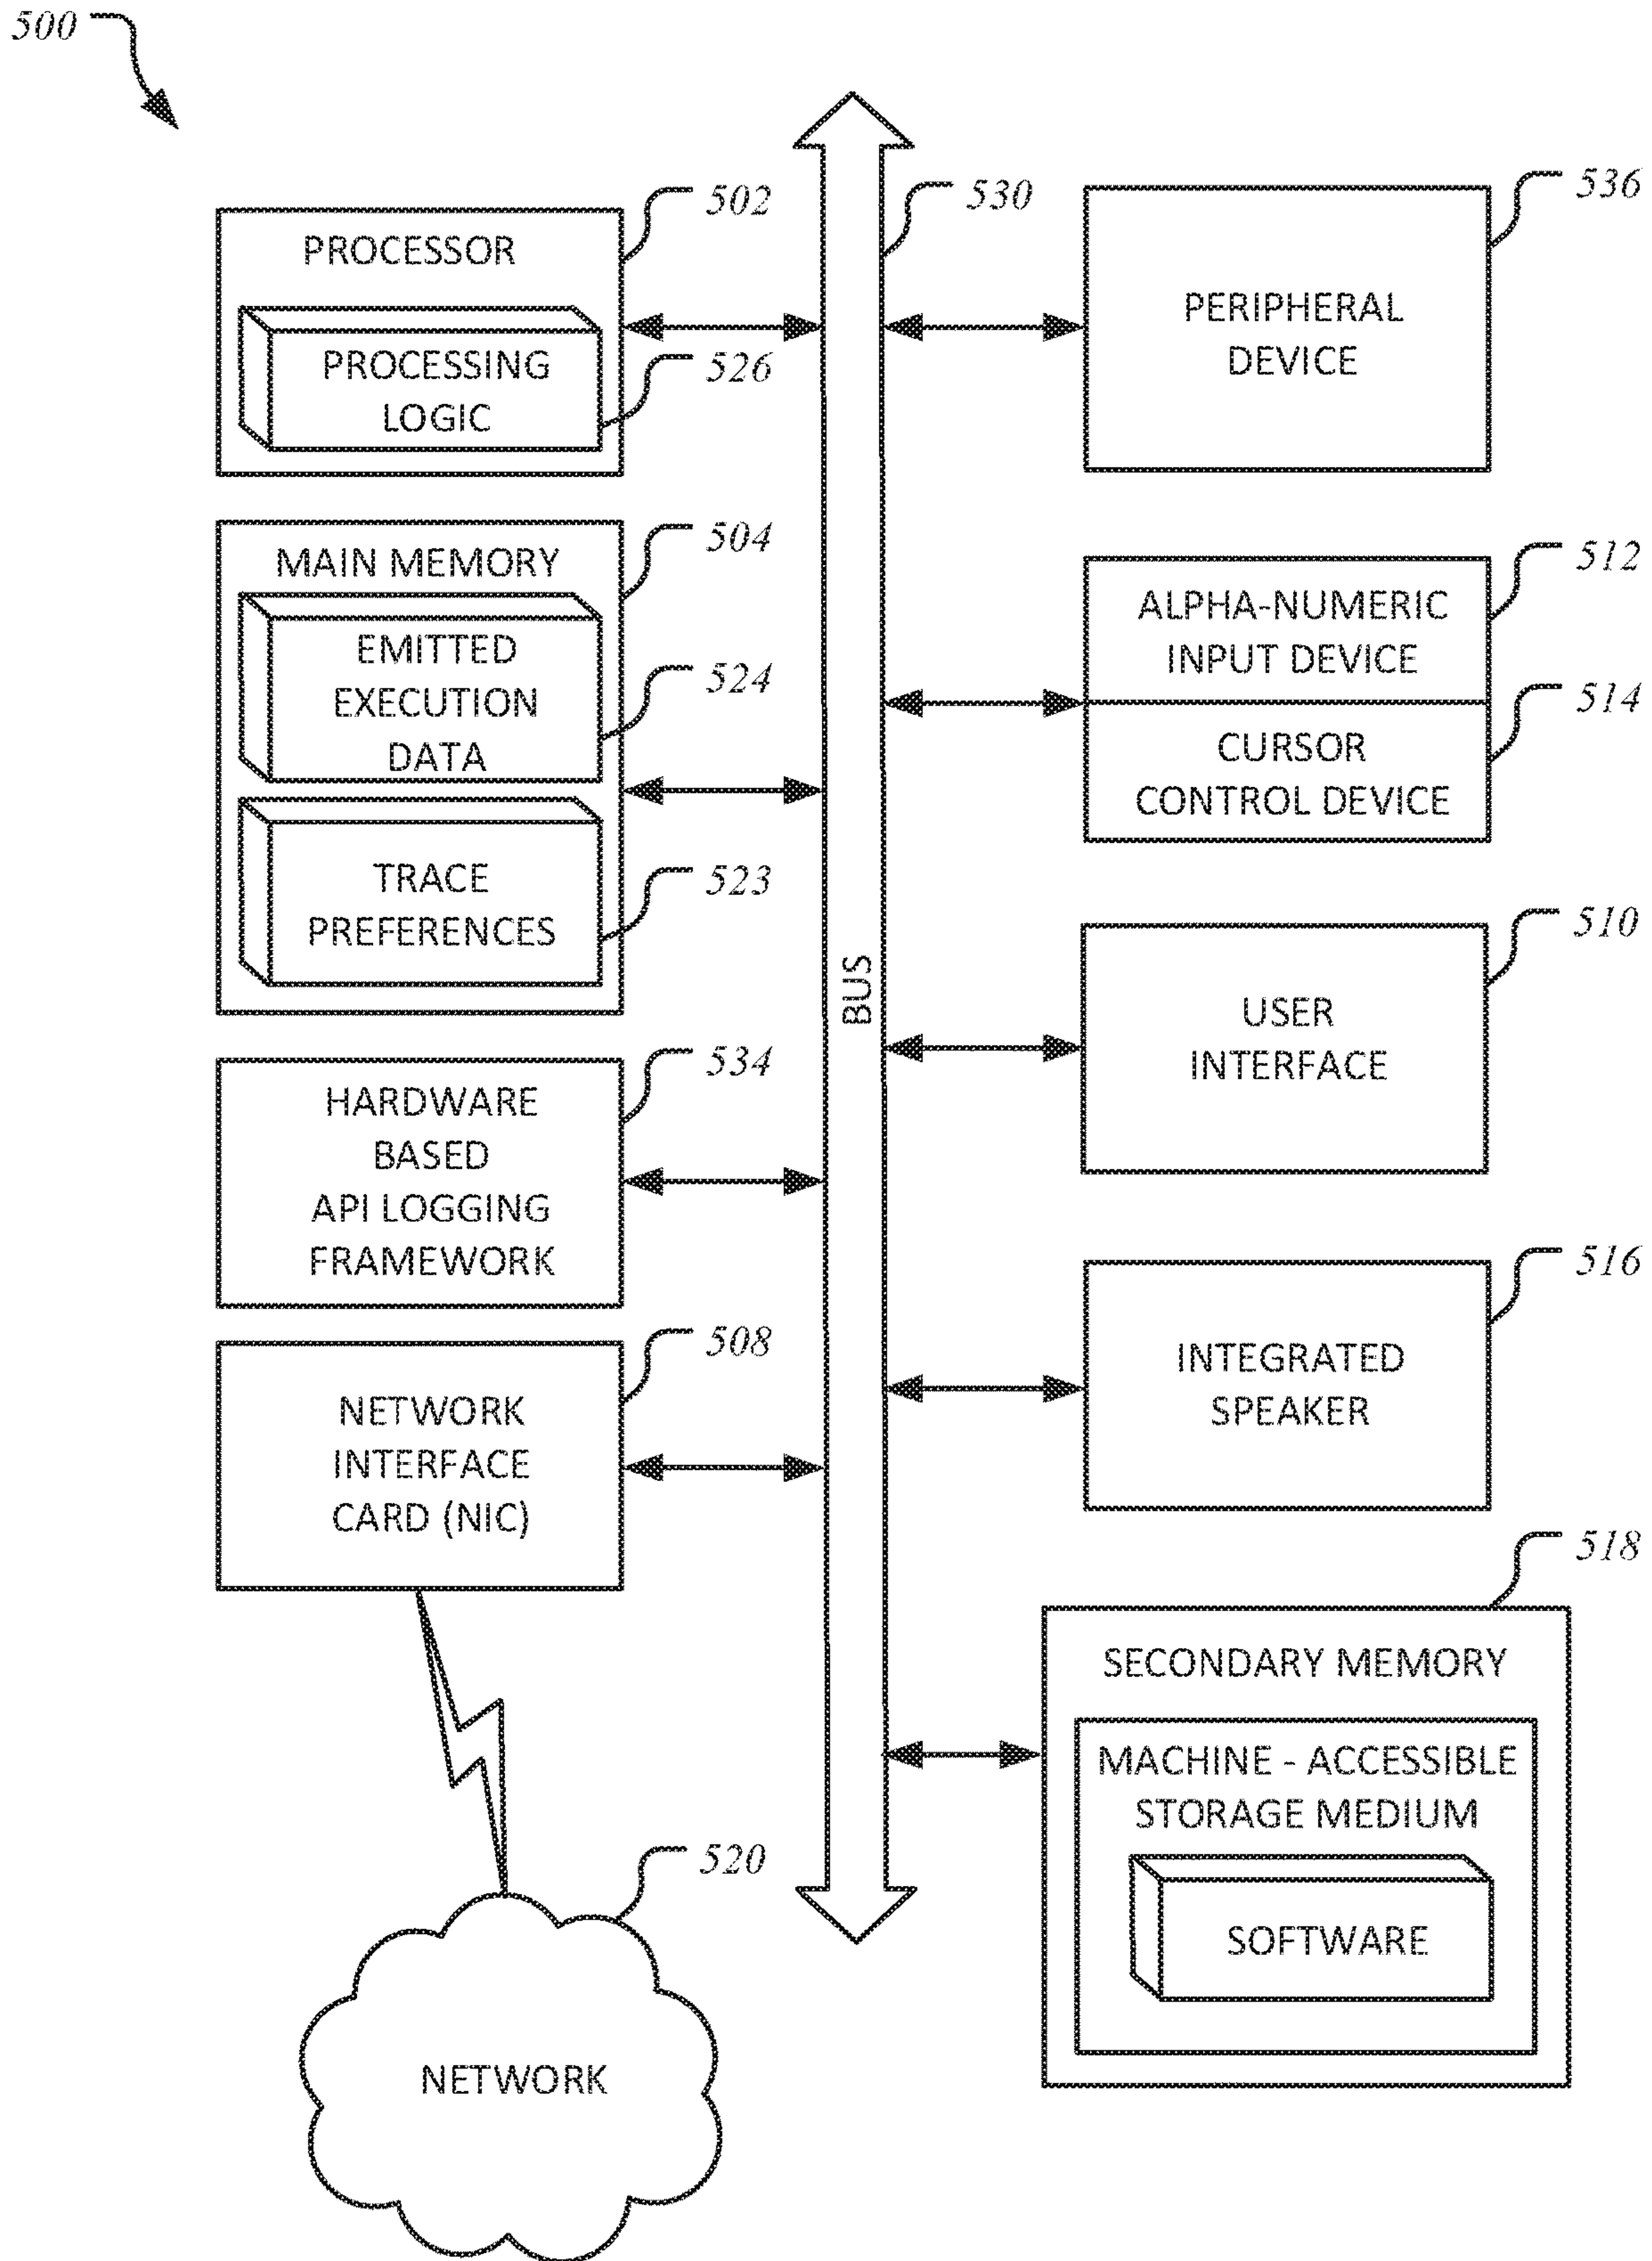 500
502
PROCESSOR
PROCESSING
LOGIC
526
504
MAIN MEMORY
EMITTED
EXECUTION
DATA
524
TRACE
PREFERENCES
523
534
HARDWARE
BASED
API LOGGING
FRAMEWORK
508
NETWORK
INTERFACE
CARD (NIC)
520
NETWORK
530
BUS
536
PERIPHERAL
DEVICE
512
ALPHA-NUMERIC
INPUT DEVICE
514
CURSOR
CONTROL DEVICE
510
USER
INTERFACE
516
INTEGRATED
SPEAKER
518
SECONDARY MEMORY
MACHINE - ACCESSIBLE
STORAGE MEDIUM
SOFTWARE